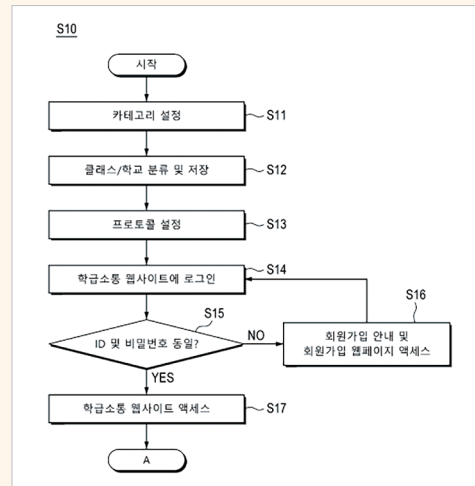 S10
시작
카테고리 설정
S11
클래스/학교 분류 및 저장
S12
프로토콜 설정
S13
학급소통 웹사이트에 로그인
S14
ID 및 비밀번호 동일?
S15
NO
회원가입 안내 및
회원가입 웹페이지 액세스
S16
YES
학급소통 웹사이트 액세스
S17
A